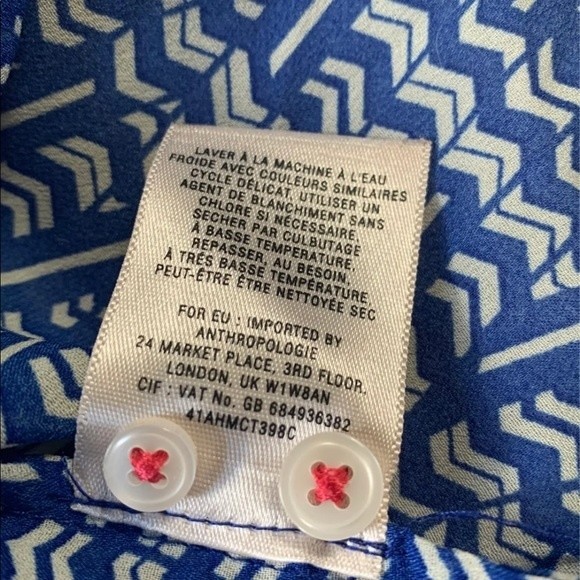 LAVER À LA MACHINE À L'EAU
FROIDE AVEC COULEURS SIMILAIRES
CYCLE DÉLICAT, UTILISER UN
AGENT DE BLANCHIMENT SANS
CHLORE SI NÉCESSAIRE
SECHER PAR CULBUTAGE
À BASSE TEMPERATURE,
REPASSER, AU BESOIN,
À TRÈS BASSE TEMPÉRATURE
PEUT-ÊTRE ÊTRE NETTOYÉE SEC
FOR EU : IMPORTED BY
ANTHROPOLOGIE
24 MARKET PLACE, 3RD FLOOR.
LONDON, UK W1W8AN
CIF : VAT No. GB 684936382
41AHMCT398C